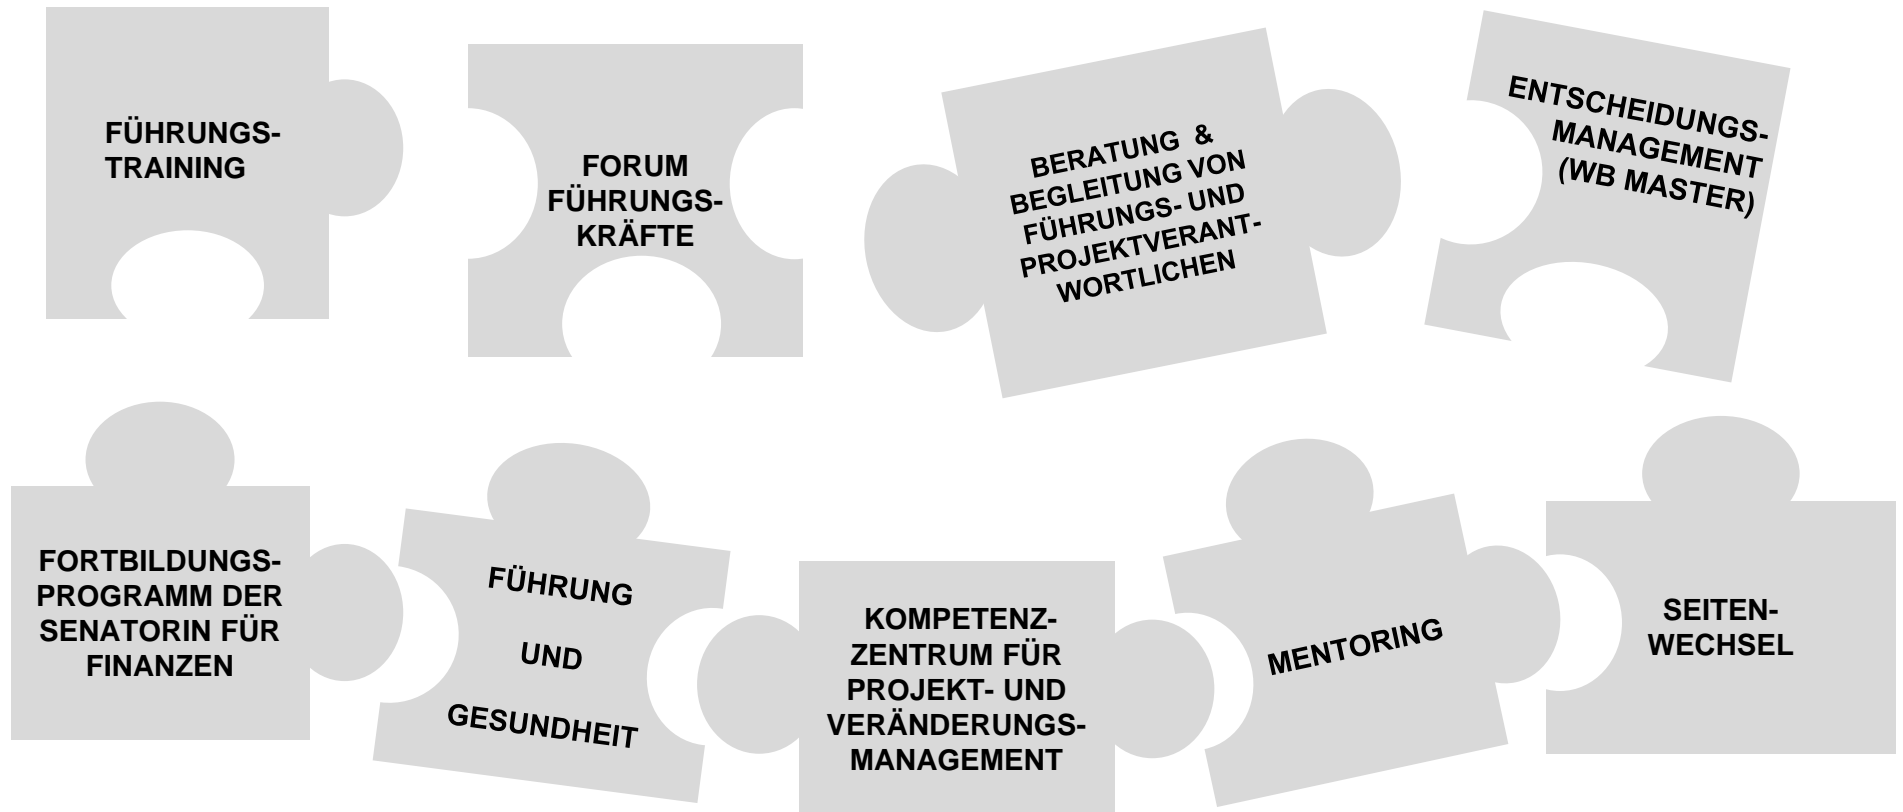 FÜHRUNGS-
TRAINING
FORUM
FÜHRUNGS-
KRÄFTE
BERATUNG &
BEGLEITUNG VON
FÜHRUNGS- UND
PROJEKTVERANT-
WORTLICHEN
ENTSCHEIDUNGS-
MANAGEMENT
(WB MASTER)
FORTBILDUNGS-
PROGRAMM DER
SENATORIN FÜR
FINANZEN
FÜHRUNG
UND
GESUNDHEIT
KOMPETENZ-
ZENTRUM FÜR
PROJEKT- UND
VERÄNDERUNGS-
MANAGEMENT
MENTORING
SEITEN-
WECHSEL